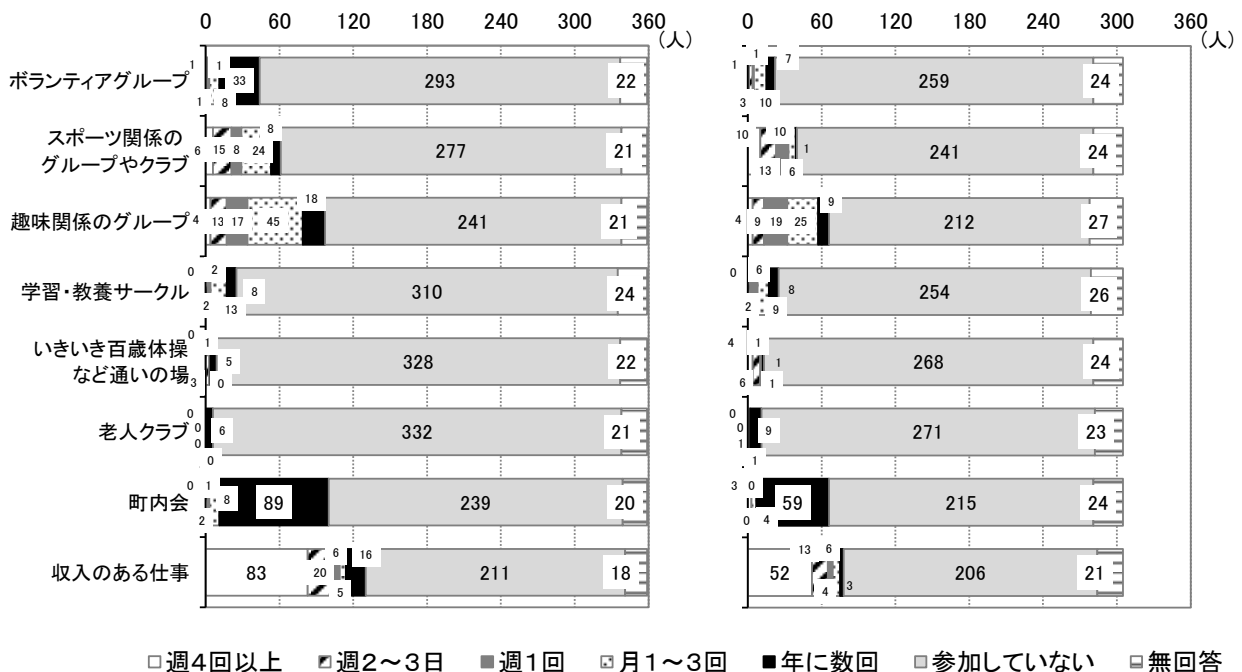 0 60 120 180 240 300 360
(人)
0 60 120 180 240 300 360
(人)
ボランティアグループ
1 1 33 293 22
1 8
1 1 7 259 24
3 10
スポーツ関係の
グループやクラブ
8
6 15 8 24 277 21
10 10 1 241 24
13 6
趣味関係のグループ
18
4 13 17 45 241 21
9
4 9 19 25 212 27
学習・教養サークル
0 2 8 310 24
2 13
0 6 8 254 26
2 9
いきいき百歳体操
など通いの場
0 1 5 328 22
3 0
4 1 1 268 24
6 1
老人クラブ
0
0
0
0
6 332 21
0
0
1
1
9 271 23
町内会
0 1 8 89 239 20
2
3 0 59 215 24
0 4
収入のある仕事
6 16
83 20 211 18
5
13 6
52 3 206 21
4
週4回以上 週2~3日 週1回 月1~3回 年に数回 参加していない 無回答